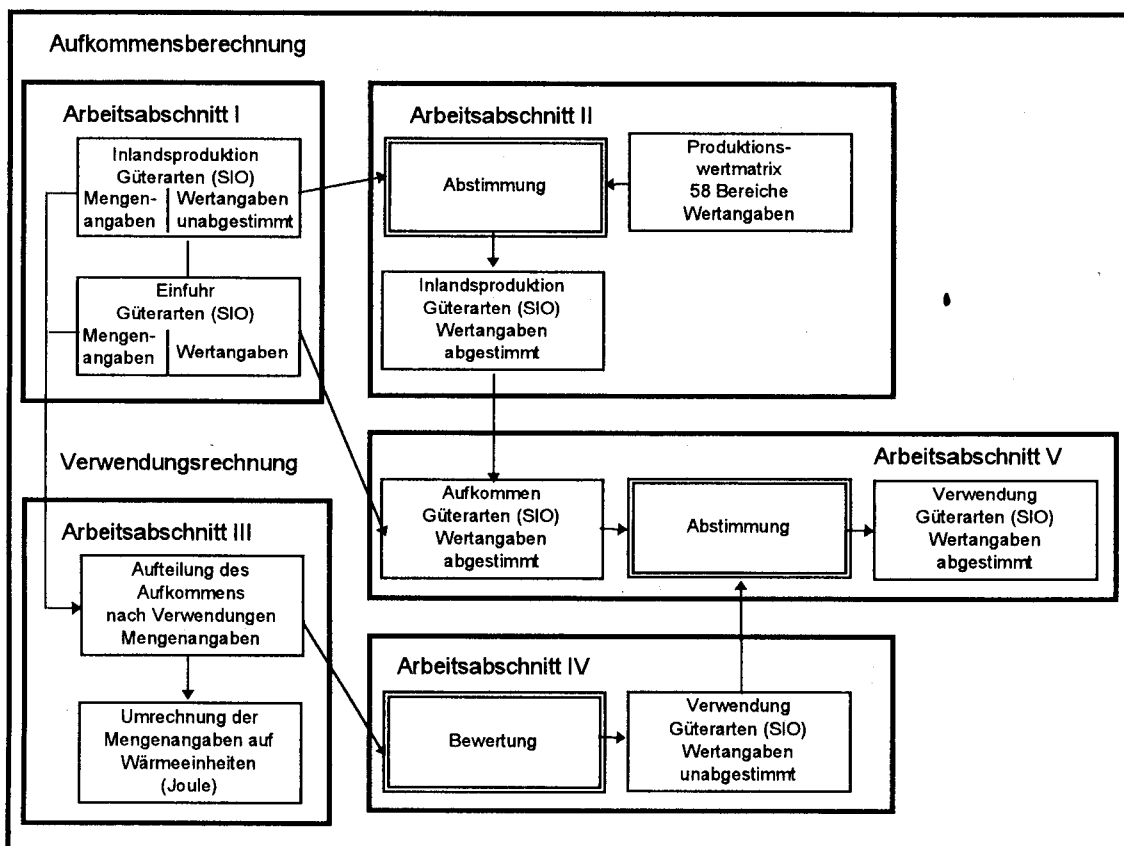 Aufkommensberechnung
Arbeitsabschnitt I
Inlandsproduktion
Güterarten (SIO)
Mengen-
angaben
Wertangaben
unabgestimmt
Einfuhr
Güterarten (SIO)
Mengen-
angaben
Wertangaben
Arbeitsabschnitt II
Abstimmung
Produktions-
wertmatrix
58 Bereiche
Wertangaben
Inlandsproduktion
Güterarten (SIO)
Wertangaben
abgestimmt
Verwendungsrechnung
Arbeitsabschnitt III
Aufteilung des
Aufkommens
nach Verwendungen
Mengenangaben
Umrechnung der
Mengenangaben auf
Wärmeeinheiten
(Joule)
Arbeitsabschnitt V
Aufkommen
Güterarten (SIO)
Wertangaben
abgestimmt
Abstimmung
Verwendung
Güterarten (SIO)
Wertangaben
abgestimmt
Arbeitsabschnitt IV
Bewertung
Verwendung
Güterarten (SIO)
Wertangaben
unabgestimmt